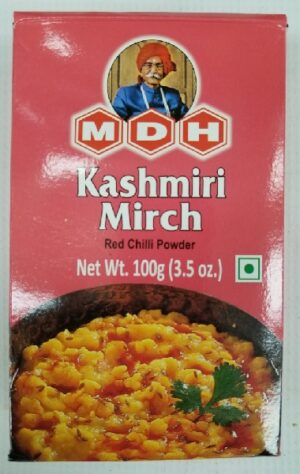 MDH
Kashmiri
Mirch
Red Chilli Powder
Net Wt. 100g (3.5 oz.)